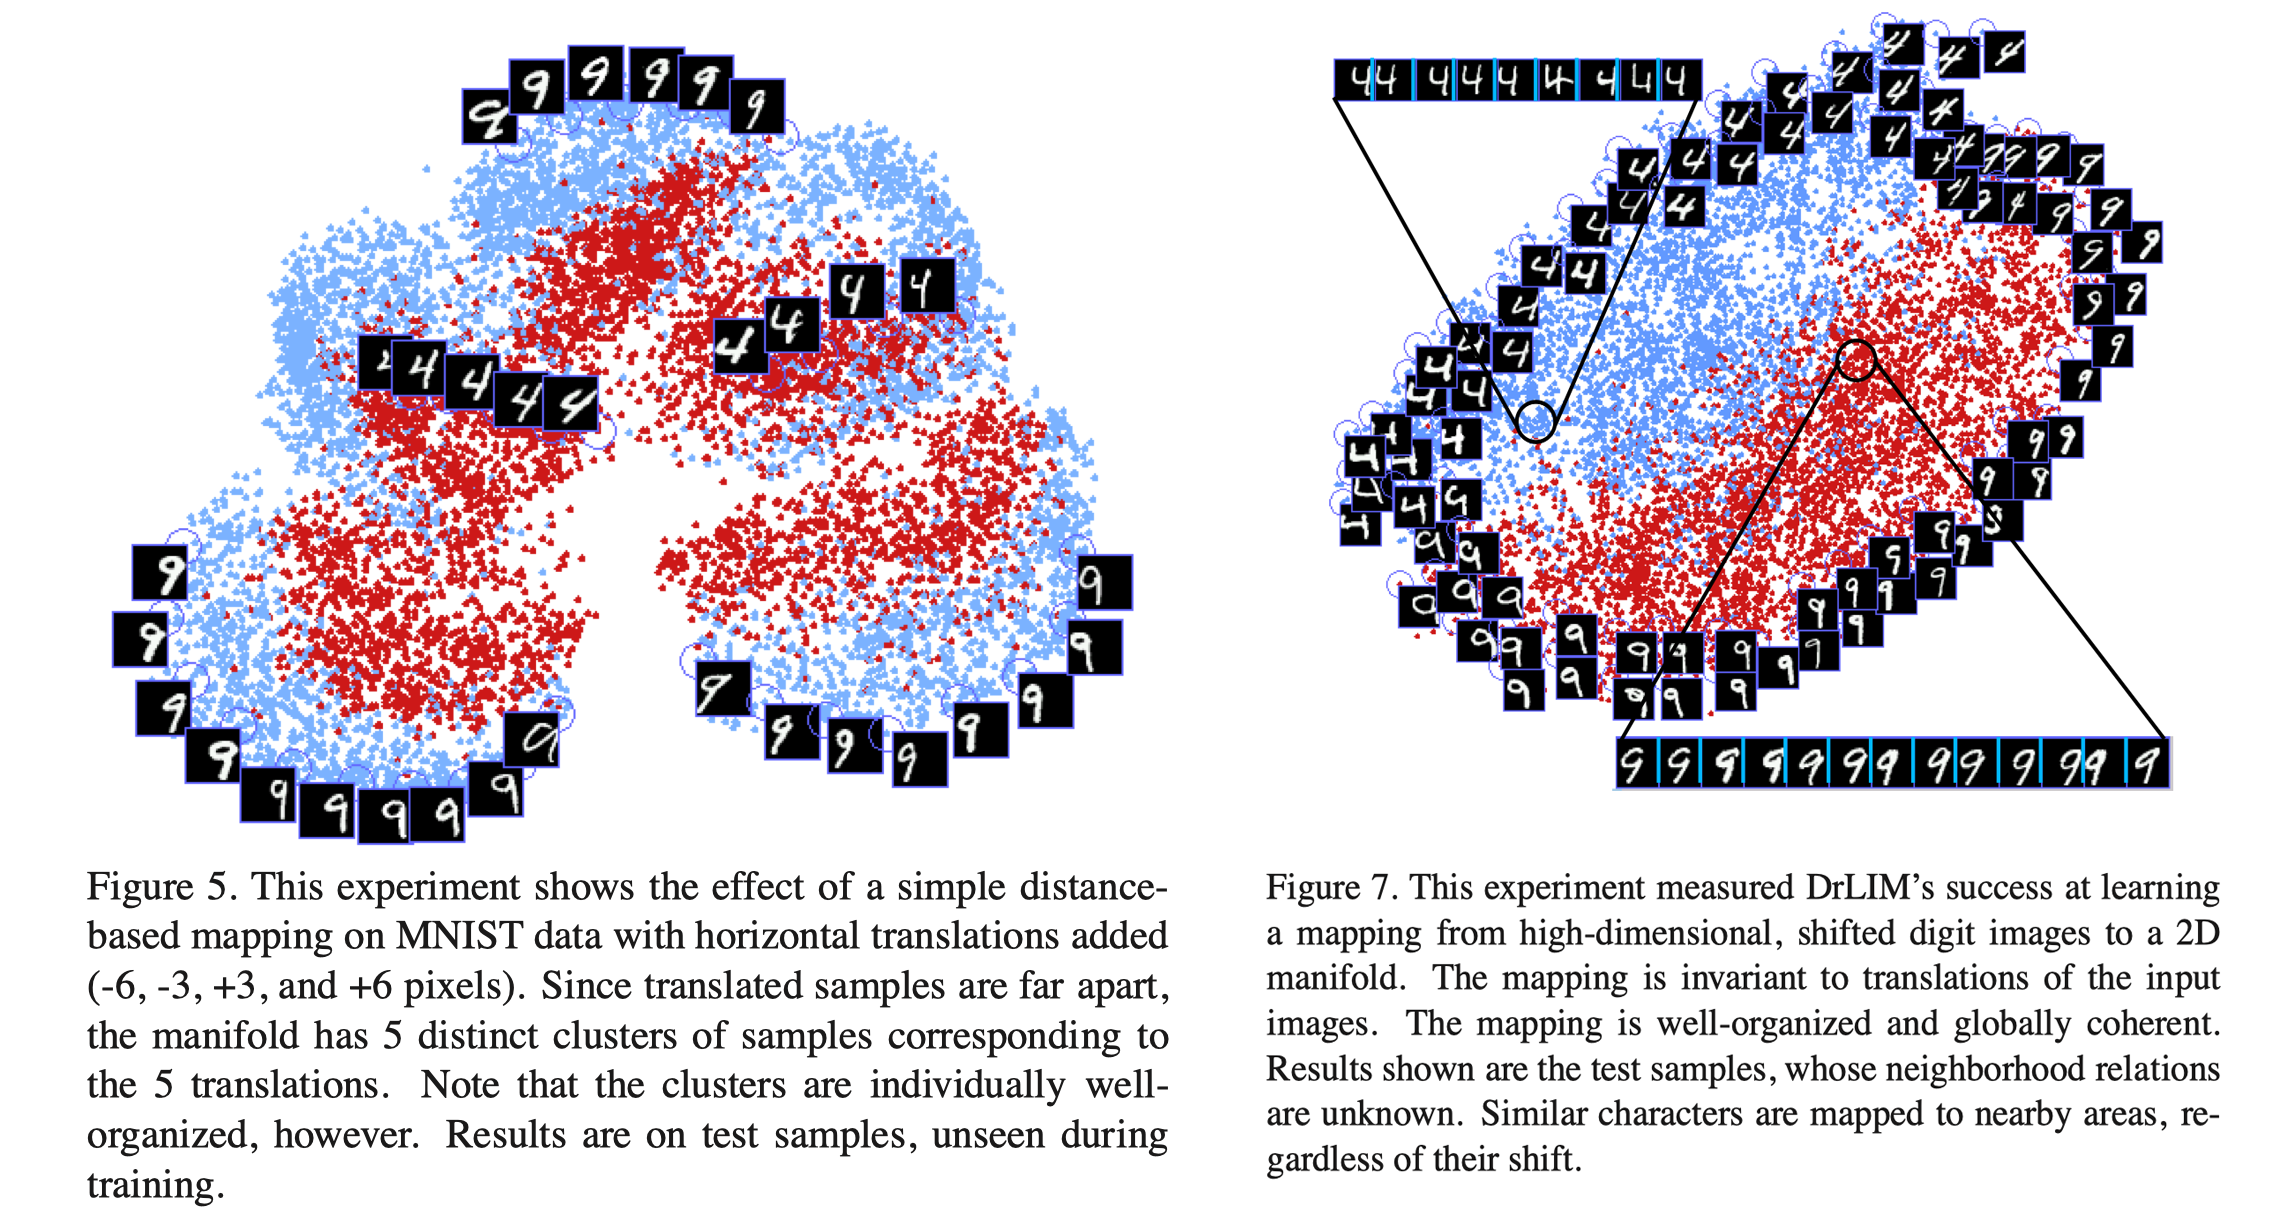 Figure 5. This experiment shows the effect of a simple distance-
based mapping on MNIST data with horizontal translations added
(-6, -3, +3, and +6 pixels). Since translated samples are far apart,
the manifold has 5 distinct clusters of samples corresponding to
the 5 translations. Note that the clusters are individually well-
organized, however. Results are on test samples, unseen during
training.
Figure 7. This experiment measured DrLIM's success at learning
a mapping from high-dimensional, shifted digit images to a 2D
manifold. The mapping is invariant to translations of the input
images. The mapping is well-organized and globally coherent.
Results shown are the test samples, whose neighborhood relations
are unknown. Similar characters are mapped to nearby areas, re-
gardless of their shift.